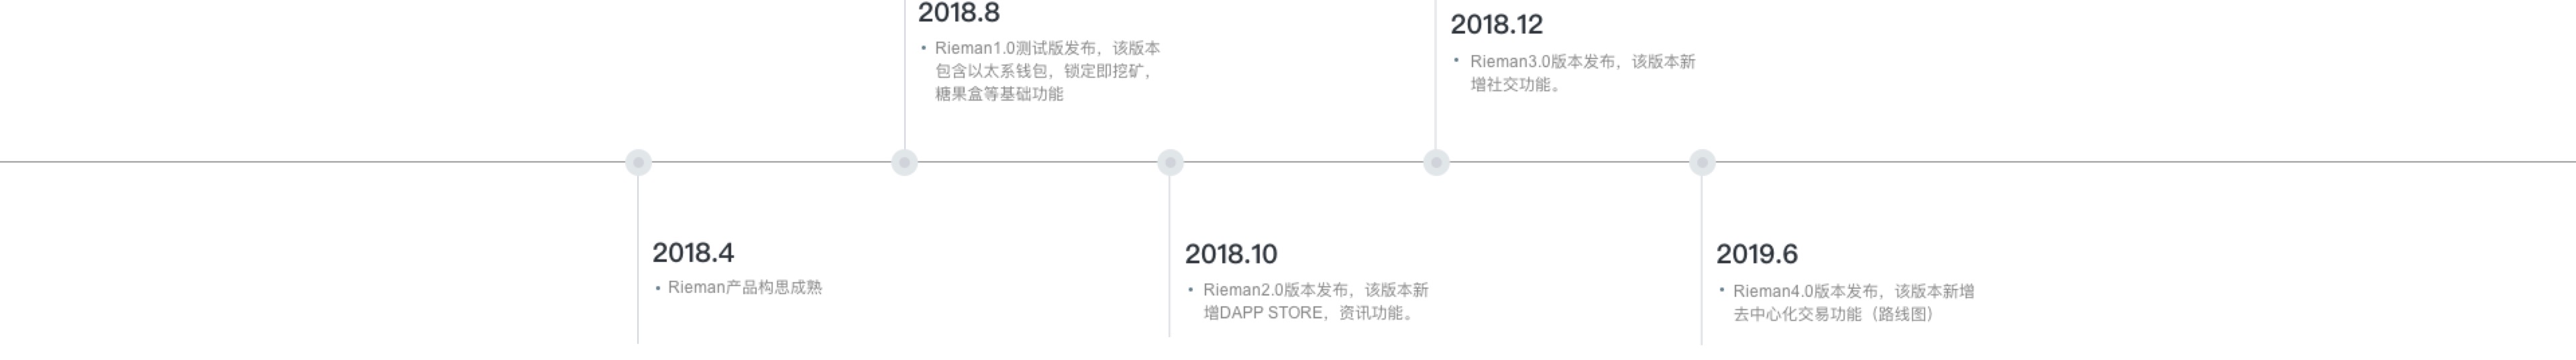 2018.8
• Rieman1.0测试版发布，该版本
包含以太系钱包，锁定即挖矿，
糖果盒等基础功能
2018.12
• Rieman3.0版本发布，该版本新
增社交功能。
2018.4
• Rieman产品构思成熟
2018.10
• Rieman2.0版本发布，该版本新
增DAPP STORE，资讯功能。
2019.6
• Rieman4.0版本发布，该版本新增
去中心化交易功能（路线图）